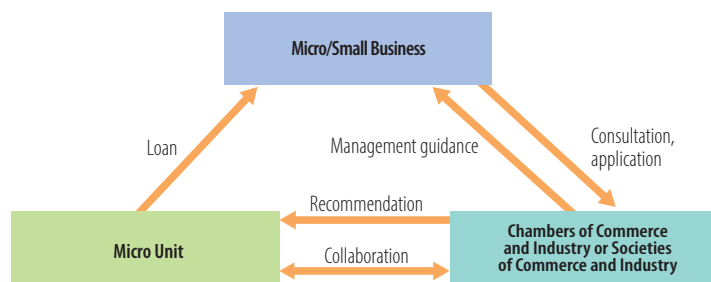 Micro/Small Business
Loan
Management guidance
Consultation,
application
Recommendation
Micro Unit
Collaboration
Chambers of Commerce
and Industry or Societies
of Commerce and Industry